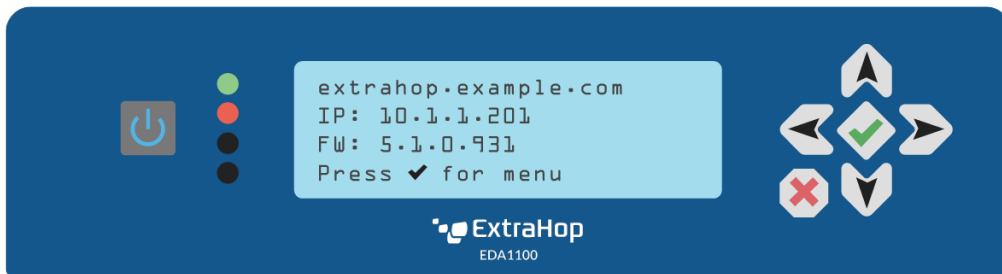 extrahop.example.com
IP: 10.1.1.201
FW: 5.1.0.931
Press ✔ for menu
ExtraHop
EDA1100